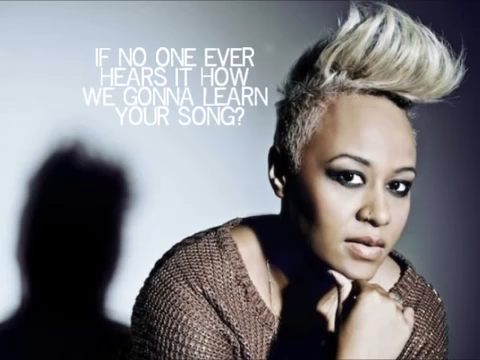 IF NO ONE EVER
HEARS IT HOW
WE GONNA LEARN
YOUR SONG?